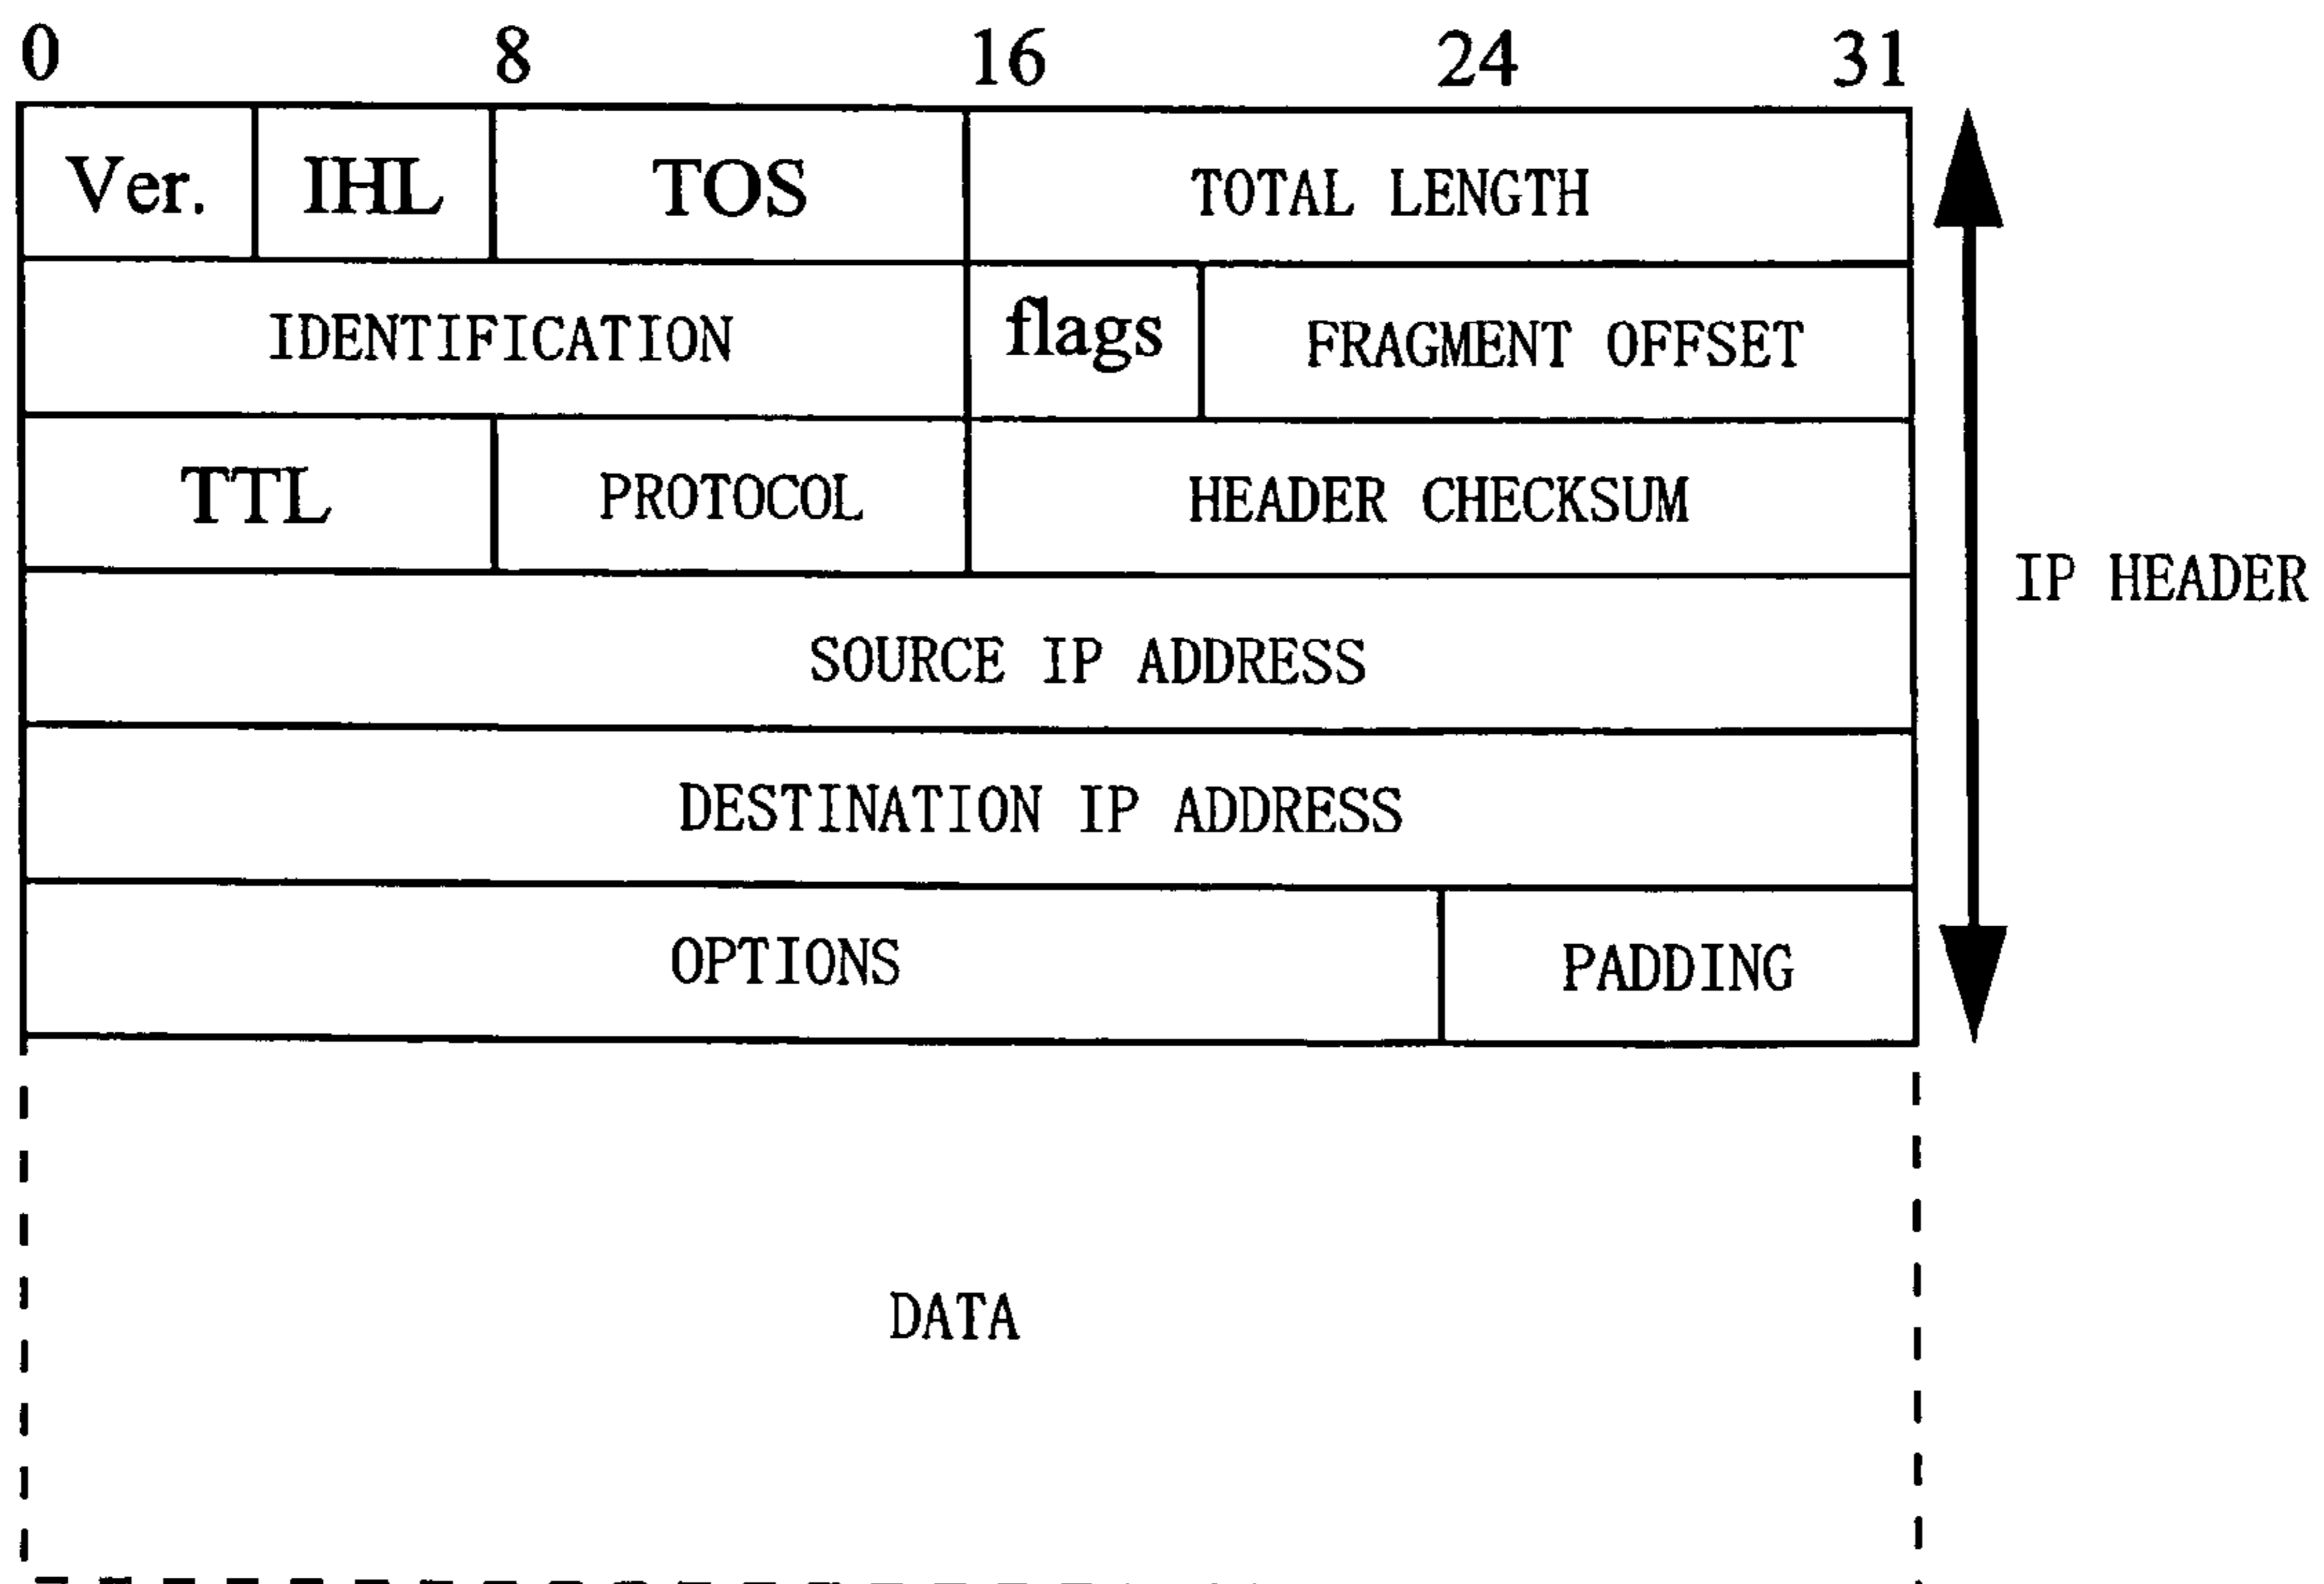 0 8 16 24 31
Ver. IHL TOS TOTAL LENGTH
IDENTIFICATION flags FRAGMENT OFFSET
TTL PROTOCOL HEADER CHECKSUM
IP HEADER
SOURCE IP ADDRESS
DESTINATION IP ADDRESS
OPTIONS PADDING
DATA